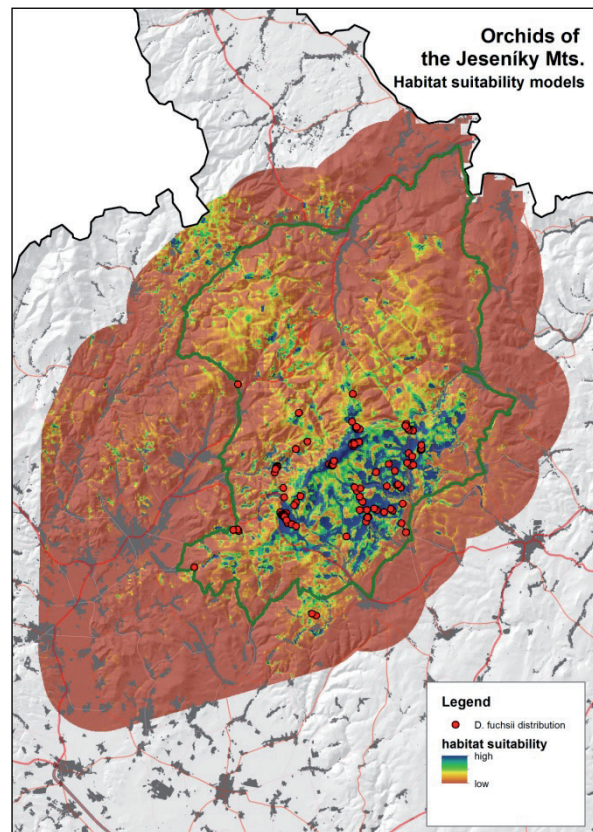 Orchids of
the Jeseníky Mts.
Habitat suitability models
Legend
D. fuchsii distribution
habitat suitability
high
low